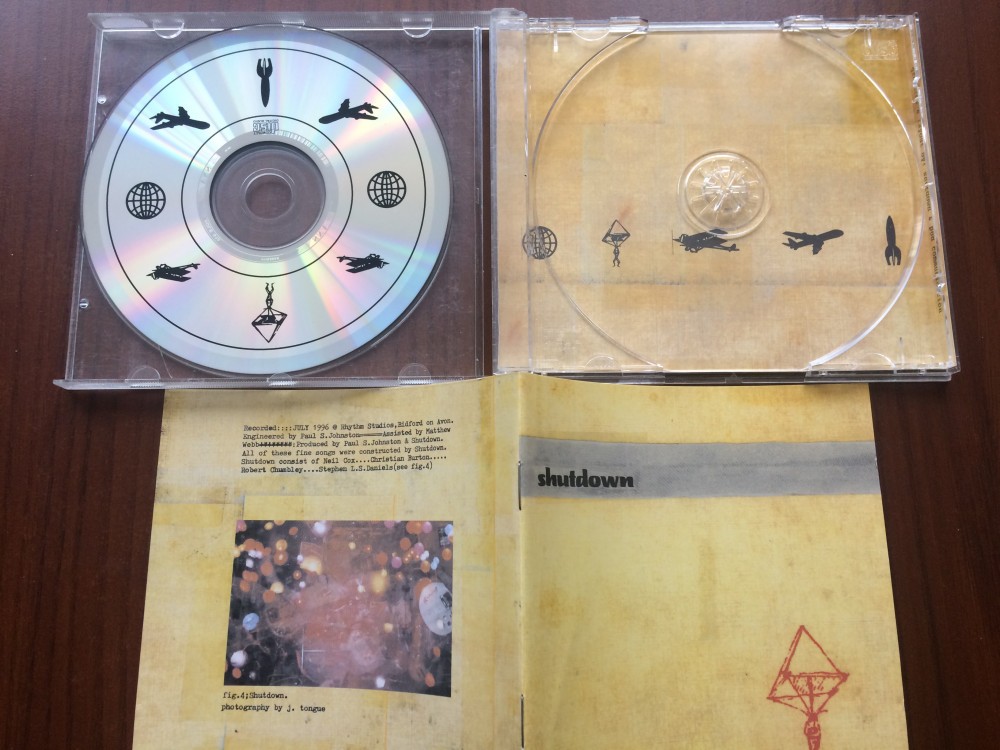 Recorded::::JULY 1996 @ Rhythm Studios,Bidford on Avon.
Engineered by Paul S.Johnston=====Assisted by Matthew
Webb########:Produced by Paul S.Johnston & Shutdown.
All of these fine songs were constructed by Shutdown.
Shutdown consist of Neil Cox....Christian Burton.....
Robert Chumbley....Stephen L.S.Daniels(see fig.4)
fig.4;Shutdown.
photography by j. tongue
shutdown